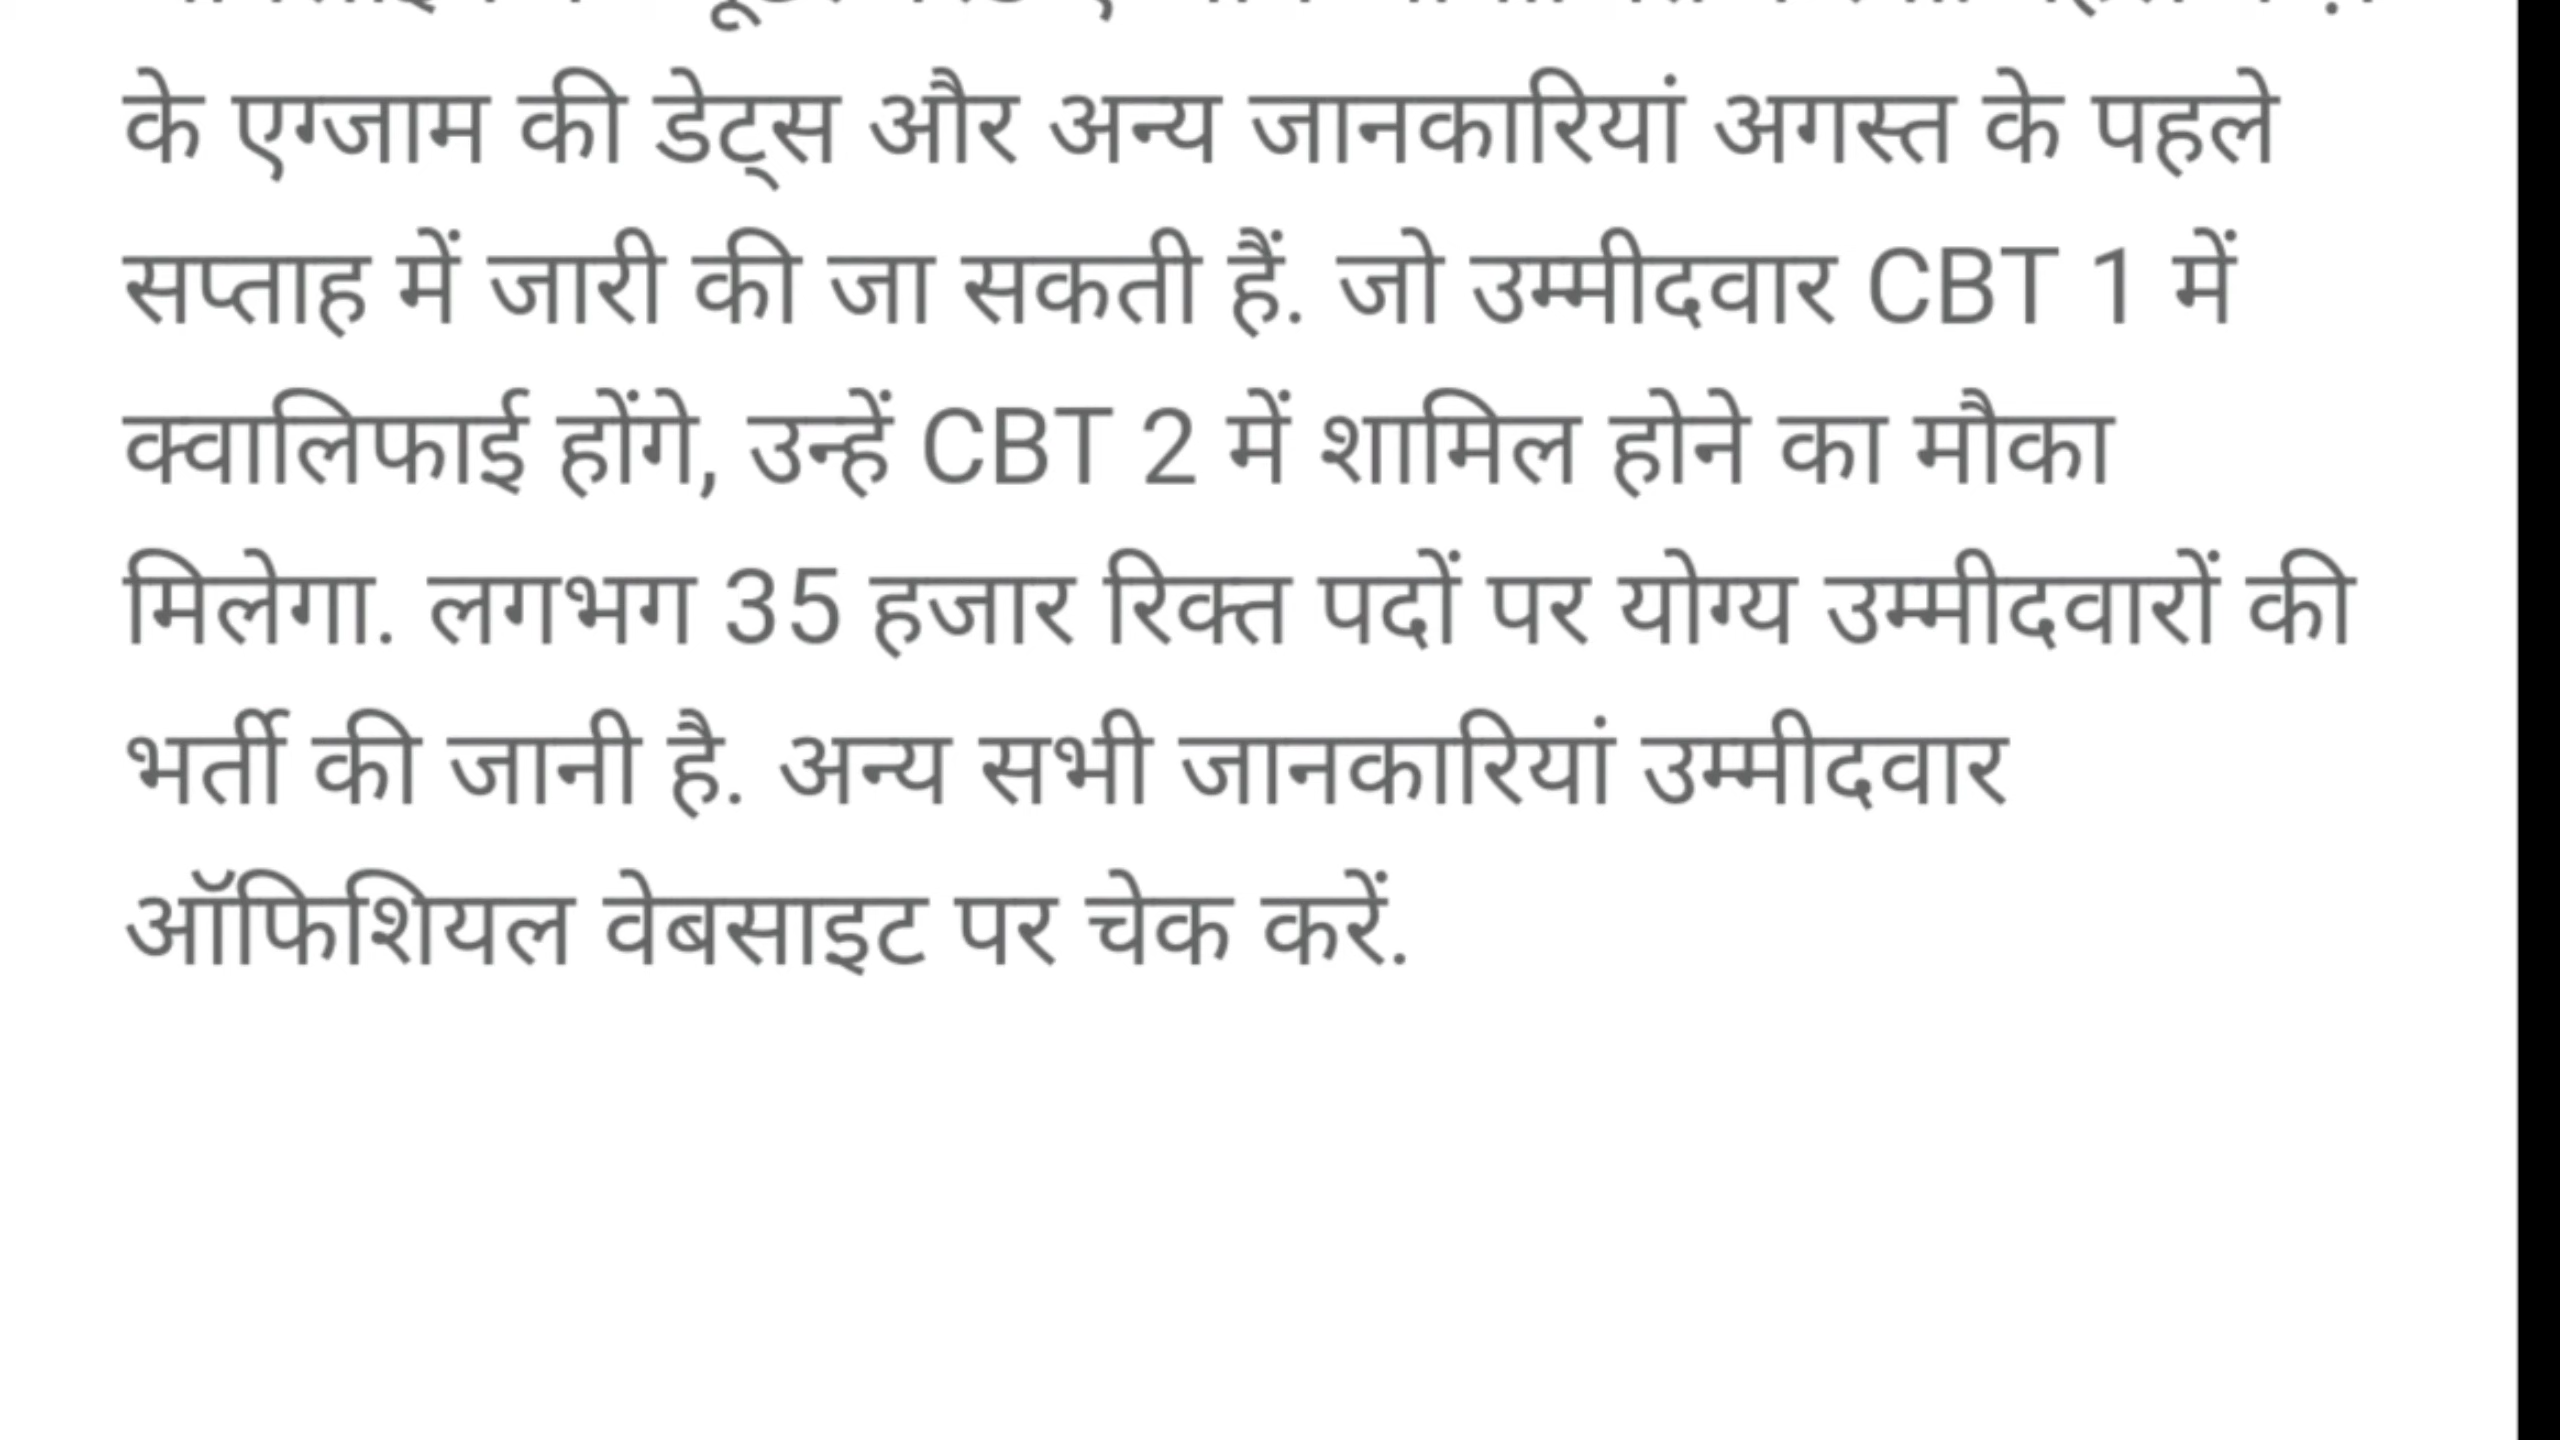 के एग्जाम की डेट्स और अन्य जानकारियां अगस्त के पहले
सप्ताह में जारी की जा सकती हैं. जो उम्मीदवार CBT 1 में
क्वालिफाई होंगे, उन्हें CBT 2 में शामिल होने का मौका
मिलेगा. लगभग 35 हजार रिक्त पदों पर योग्य उम्मीदवारों की
भर्ती की जानी है. अन्य सभी जानकारियां उम्मीदवार
ऑफिशियल वेबसाइट पर चेक करें.